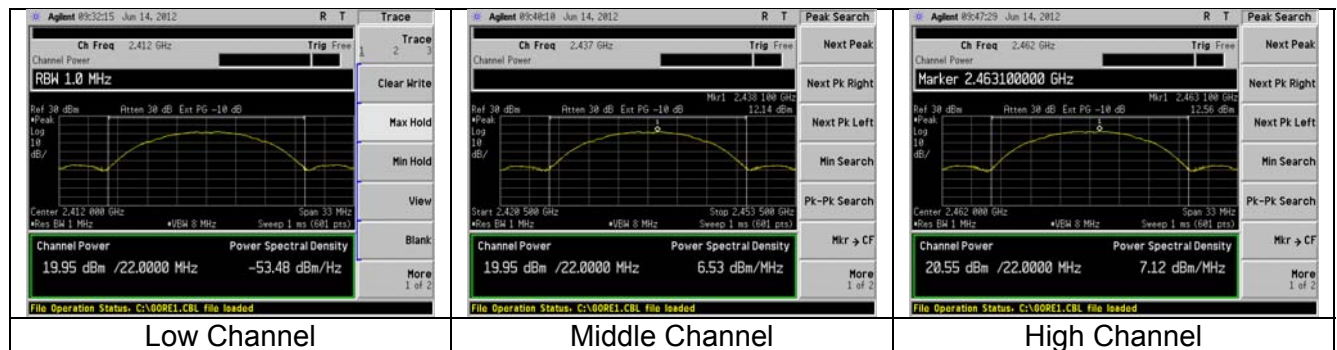 Agilent 09:32:15 Jun 14, 2012 R T Trace
Ch Freq 2.412 GHz Trig Free
Channel Power
RBW 1.0 MHz
Ref 30 dBm Atten 30 dB Ext PG -10 dB
Peak
Log
10
dB/
Center 2.412 000 GHz Span 33 MHz
Res BW 1 MHz VBW 8 MHz Sweep 1 ms (601 pts)
Channel Power Power Spectral Density
19.95 dBm /22.0000 MHz -53.48 dBm/Hz
File Operation Status, C:\GORE1.CBL file loaded
Trace
1 2 3
Clear Write
Max Hold
Min Hold
View
Blank
More
1 of 2
Low Channel
Agilent 09:40:10 Jun 14, 2012 R T Peak Search
Ch Freq 2.437 GHz Trig Free
Channel Power
Mkr1 2.438 100 GHz
Ref 30 dBm Atten 30 dB Ext PG -10 dB 12.14 dBm
Peak
Log
10
dB/
1
Start 2.420 500 GHz Stop 2.453 500 GHz
Res BW 1 MHz VBW 8 MHz Sweep 1 ms (601 pts)
Channel Power Power Spectral Density
19.95 dBm /22.0000 MHz 6.53 dBm/MHz
File Operation Status, C:\GORE1.CBL file loaded
Next Peak
Next Pk Right
Next Pk Left
Min Search
Pk-Pk Search
Mkr → CF
More
1 of 2
Middle Channel
Agilent 09:47:29 Jun 14, 2012 R T Peak Search
Ch Freq 2.462 GHz Trig Free
Channel Power
Marker 2.463100000 GHz
Mkr1 2.463 100 GHz
Ref 30 dBm Atten 30 dB Ext PG -10 dB 12.56 dBm
Peak
Log
10
dB/
1
Center 2.462 000 GHz Span 33 MHz
Res BW 1 MHz VBW 8 MHz Sweep 1 ms (601 pts)
Channel Power Power Spectral Density
20.55 dBm /22.0000 MHz 7.12 dBm/MHz
File Operation Status, C:\GORE1.CBL file loaded
Next Peak
Next Pk Right
Next Pk Left
Min Search
Pk-Pk Search
Mkr → CF
More
1 of 2
High Channel